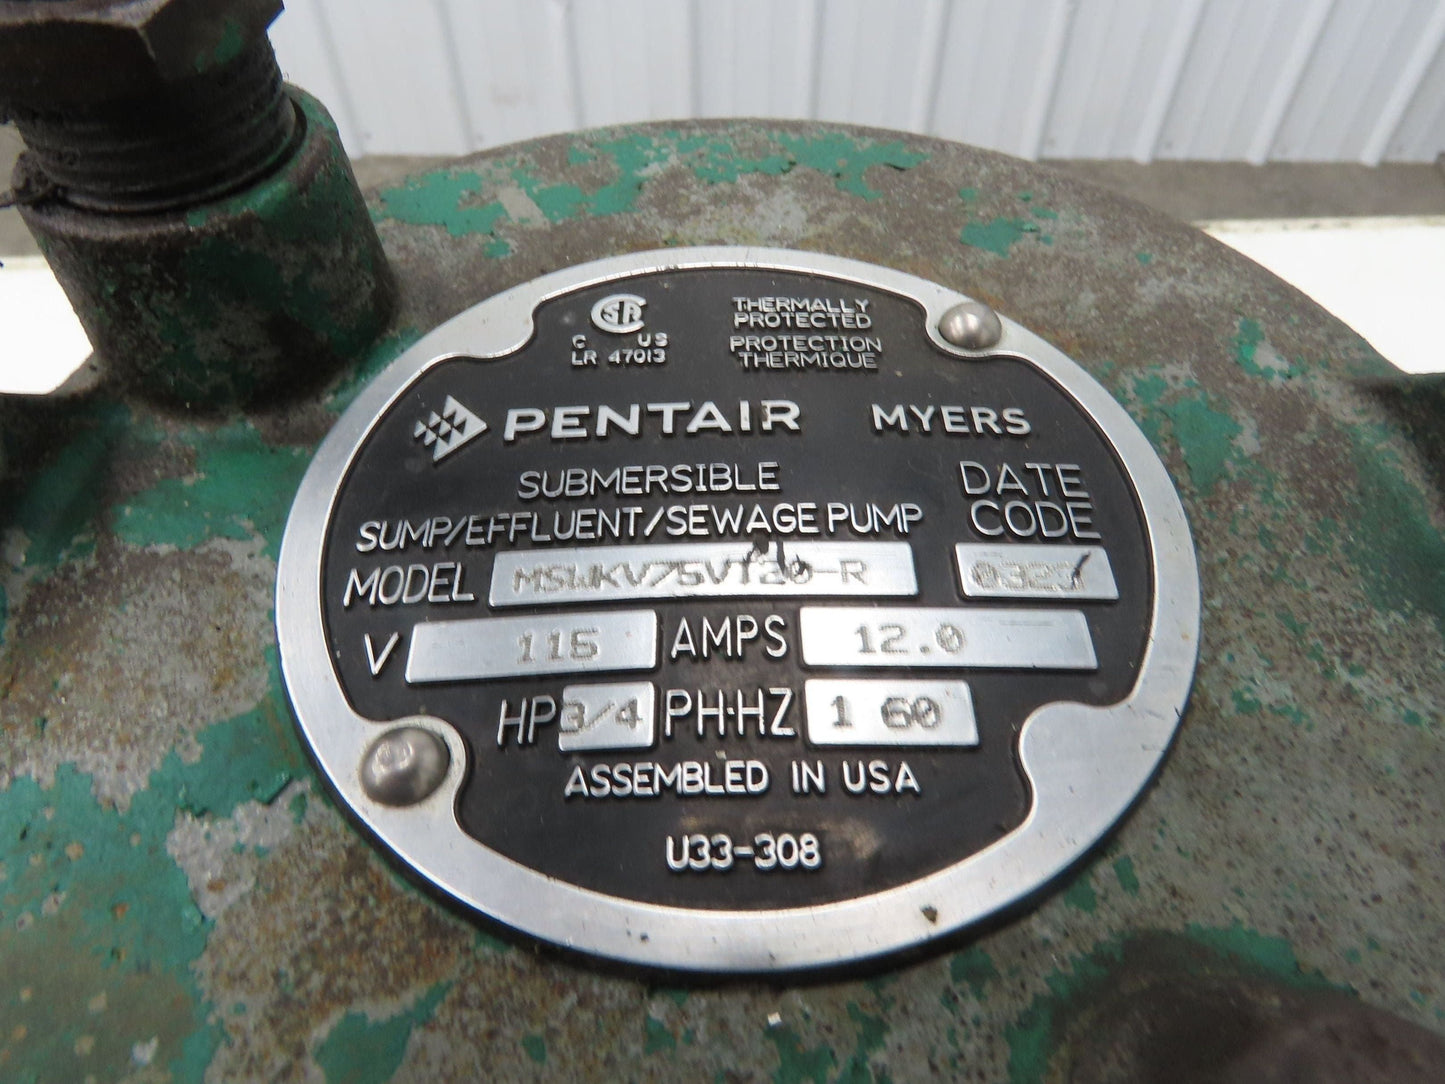 SA
C US
LR 47013
THERMALLY
PROTECTED
PROTECTION
THERMIQUE
PENTAIR MYERS
SUBMERSIBLE
SUMP/EFFLUENT/SEWAGE PUMP
DATE
CODE
MODEL
V 115 AMPS 12.0
HP 3/4 PH-HZ 1 60
ASSEMBLED IN USA
U33-308